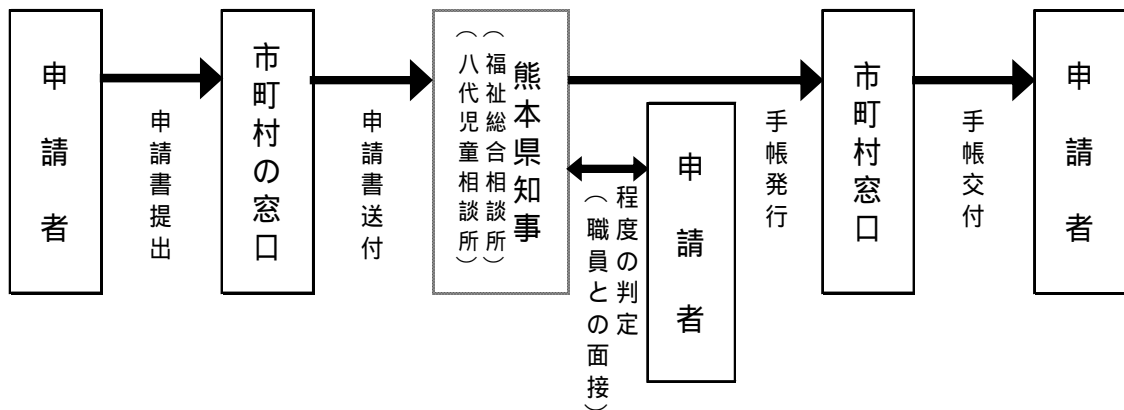 申請者
申請書提出
市町村の窓口
申請書送付
熊本県知事
（福祉総合相談所）
（八代児童相談所）
程度の判定
（職員との面接）
申請者
手帳発行
市町村窓口
手帳交付
申請者